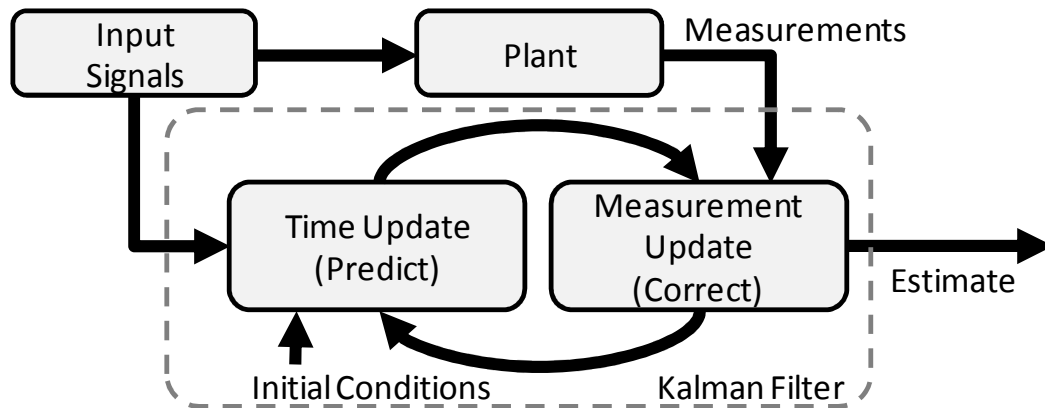 Input
Signals
Plant
Measurements
Time Update
(Predict)
Measurement
Update
(Correct)
Estimate
Initial Conditions
Kalman Filter